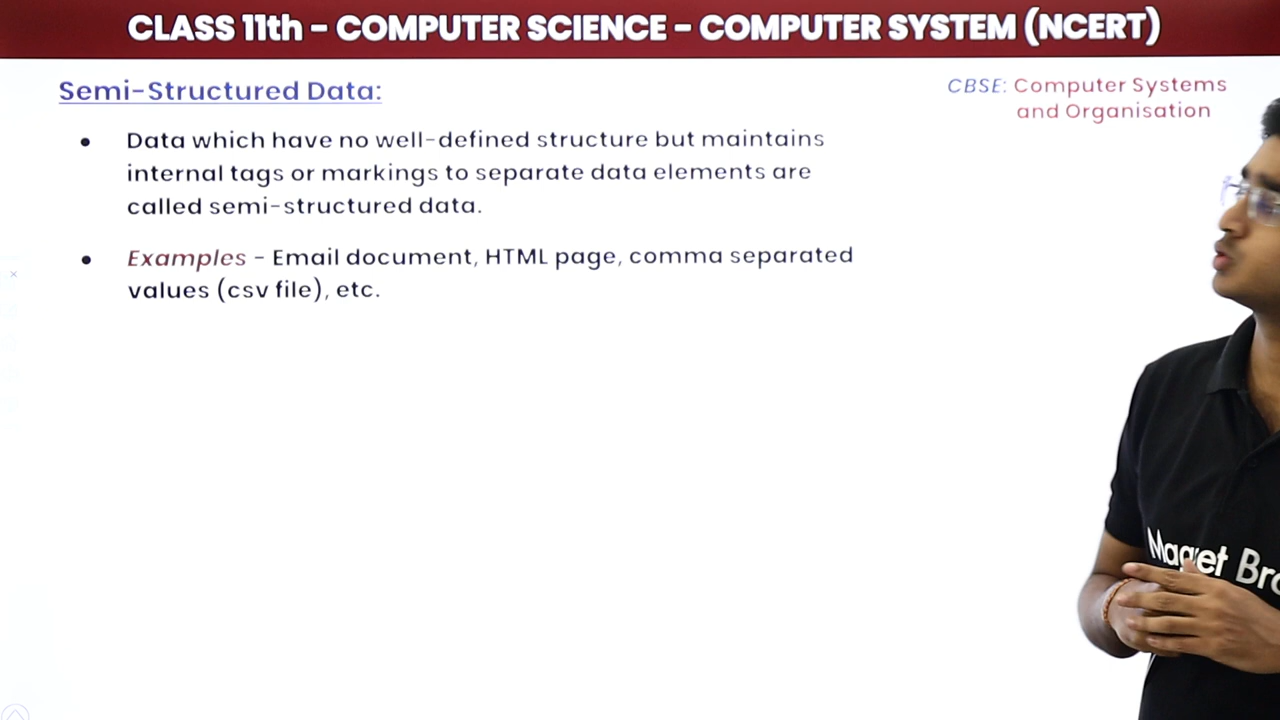 CLASS 11th - COMPUTER SCIENCE - COMPUTER SYSTEM (NCERT)
Semi-Structured Data:
CBSE: Computer Systems
and Organisation
• Data which have no well-defined structure but maintains
internal tags or markings to separate data elements are
called semi-structured data.
• Examples - Email document, HTML page, comma separated
values (csv file), etc.
Magnet Bro